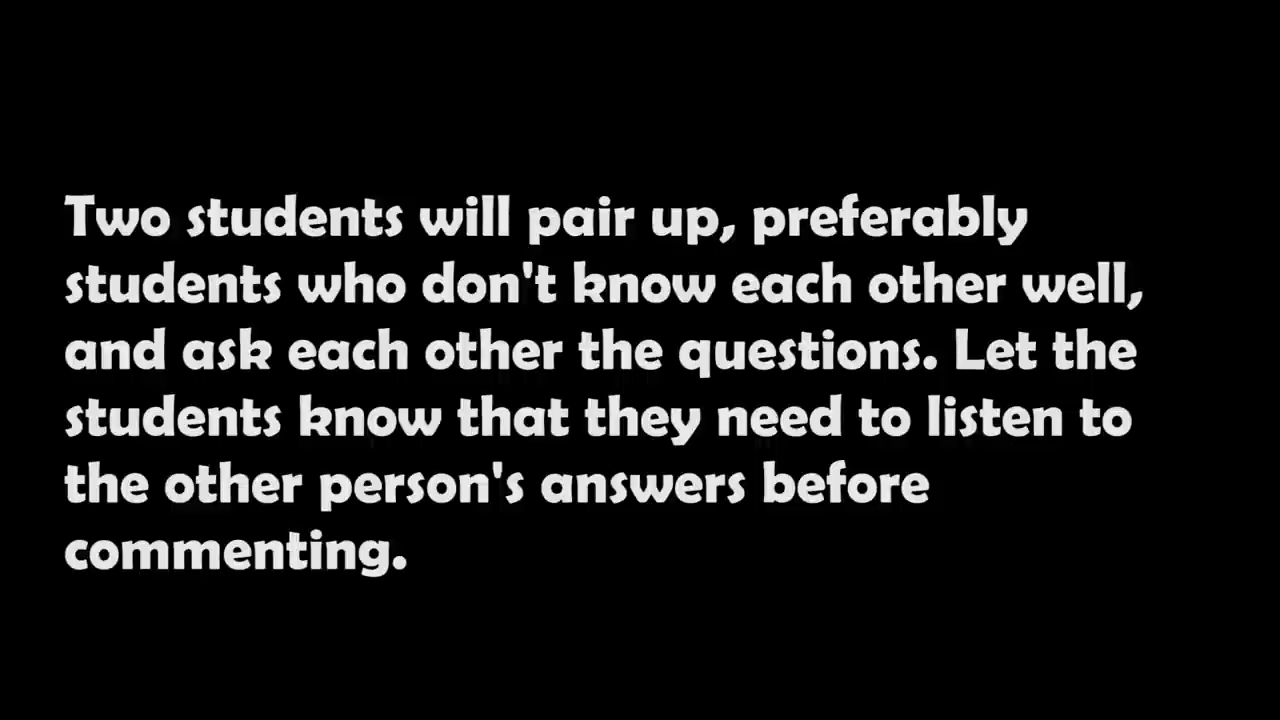 Two students will pair up, preferably
students who don't know each other well,
and ask each other the questions. Let the
students know that they need to listen to
the other person's answers before
commenting.